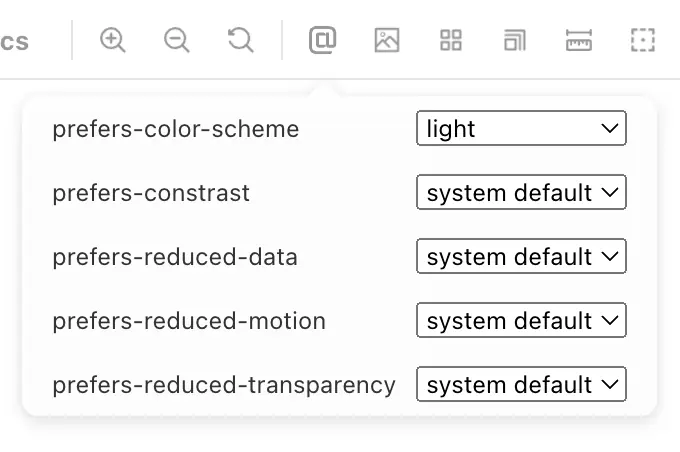 cs
prefers-color-scheme light
prefers-constrast system default
prefers-reduced-data system default
prefers-reduced-motion system default
prefers-reduced-transparency system default